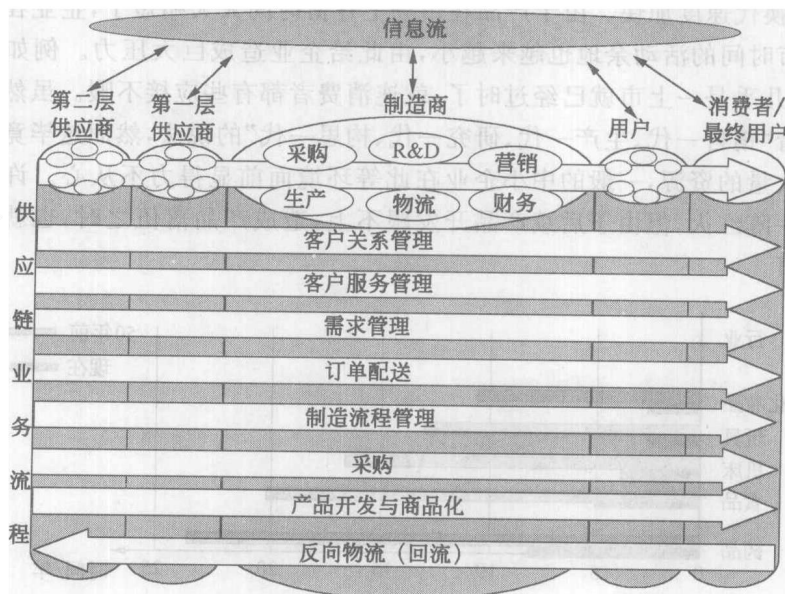 信息流
第二层
供应商
第二层
供应商
制造商
用户
消费者/
最终用户
采购
R&D
营销
生产
物流
财务
供应链业务流程
客户关系管理
客户服务管理
需求管理
订单配送
制造流程管理
采购
产品开发与商品化
反向物流（回流）